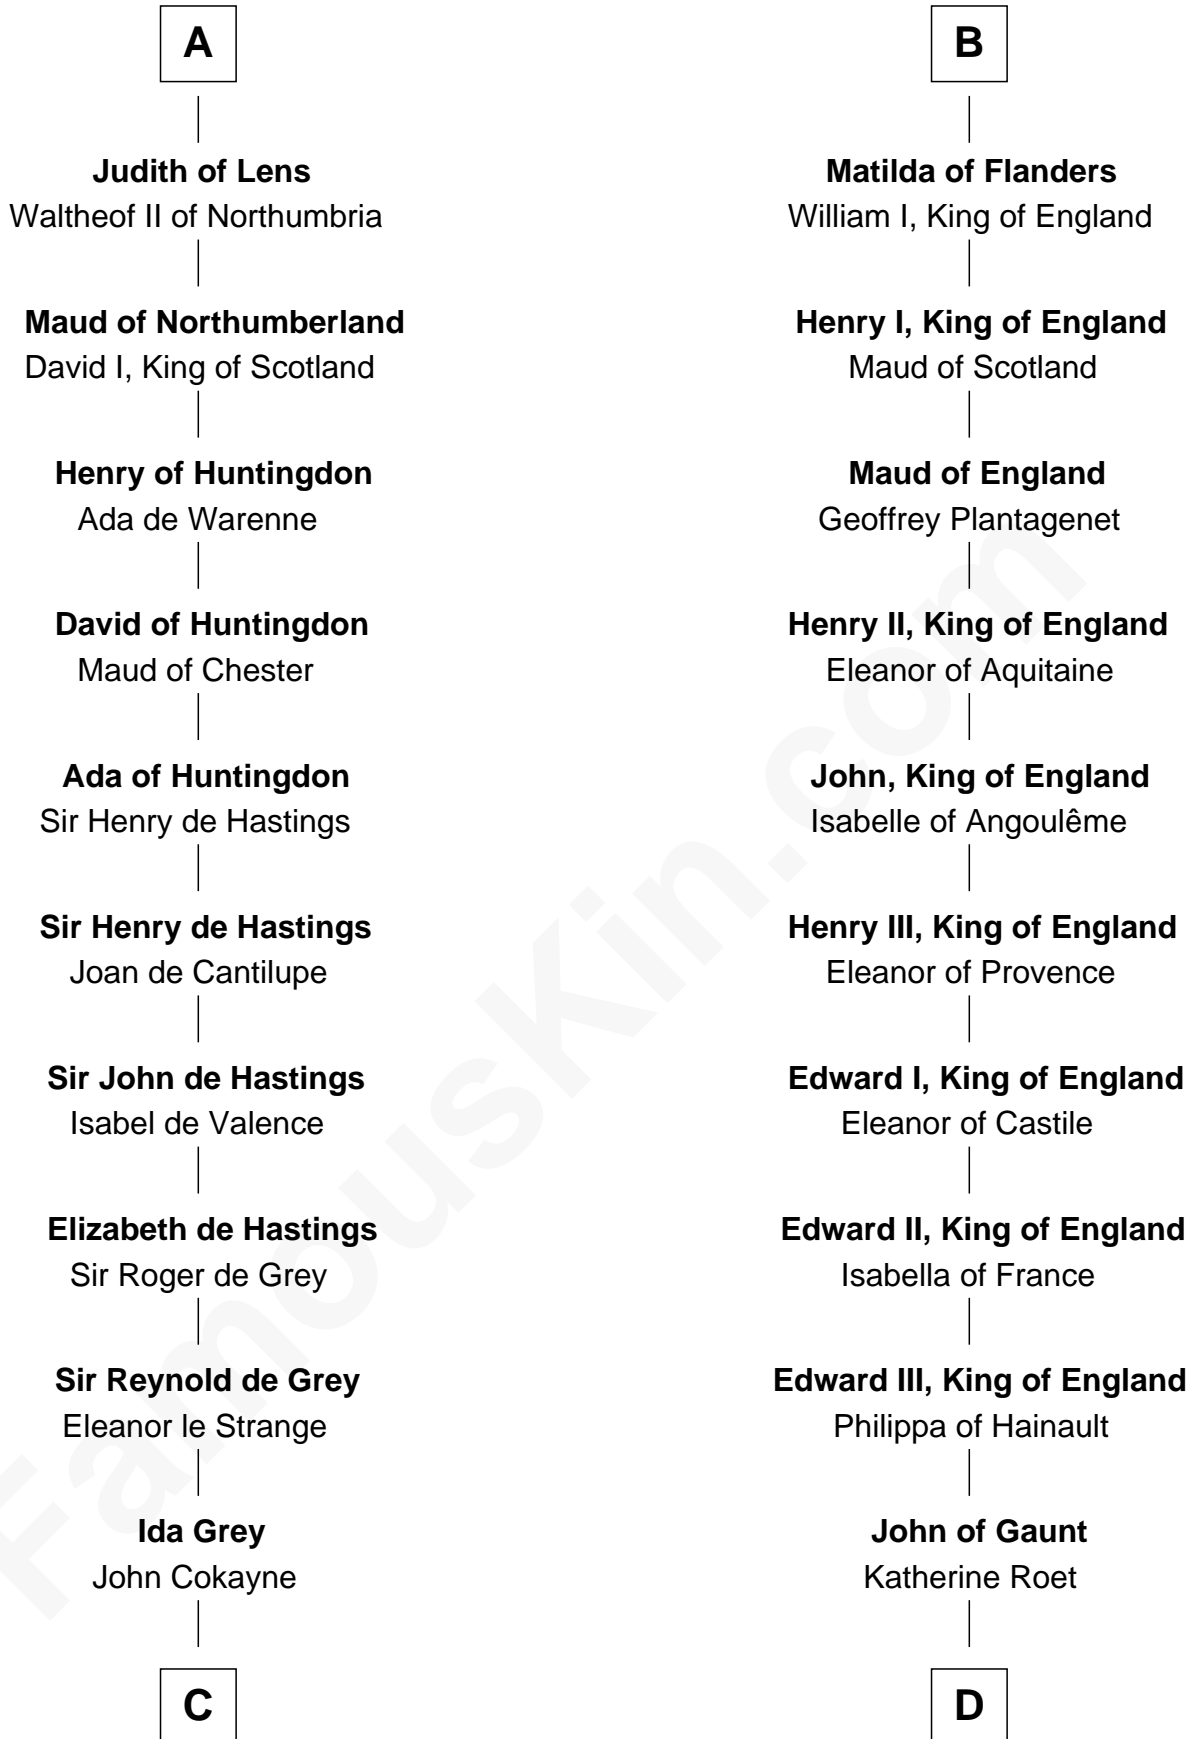 A
Judith of Lens
Waltheof II of Northumbria
Maud of Northumberland
David I, King of Scotland
Henry of Huntingdon
Ada de Warenne
David of Huntingdon
Maud of Chester
Ada of Huntingdon
Sir Henry de Hastings
Sir Henry de Hastings
Joan de Cantilupe
Sir John de Hastings
Isabel de Valence
Elizabeth de Hastings
Sir Roger de Grey
Sir Reynold de Grey
Eleanor le Strange
Ida Grey
John Cokayne
C
B
Matilda of Flanders
William I, King of England
Henry I, King of England
Maud of Scotland
Maud of England
Geoffrey Plantagenet
Henry II, King of England
Eleanor of Aquitaine
John, King of England
Isabelle of Angoulême
Henry III, King of England
Eleanor of Provence
Edward I, King of England
Eleanor of Castile
Edward II, King of England
Isabella of France
Edward III, King of England
Philippa of Hainault
John of Gaunt
Katherine Roet
D
FamousKin.com